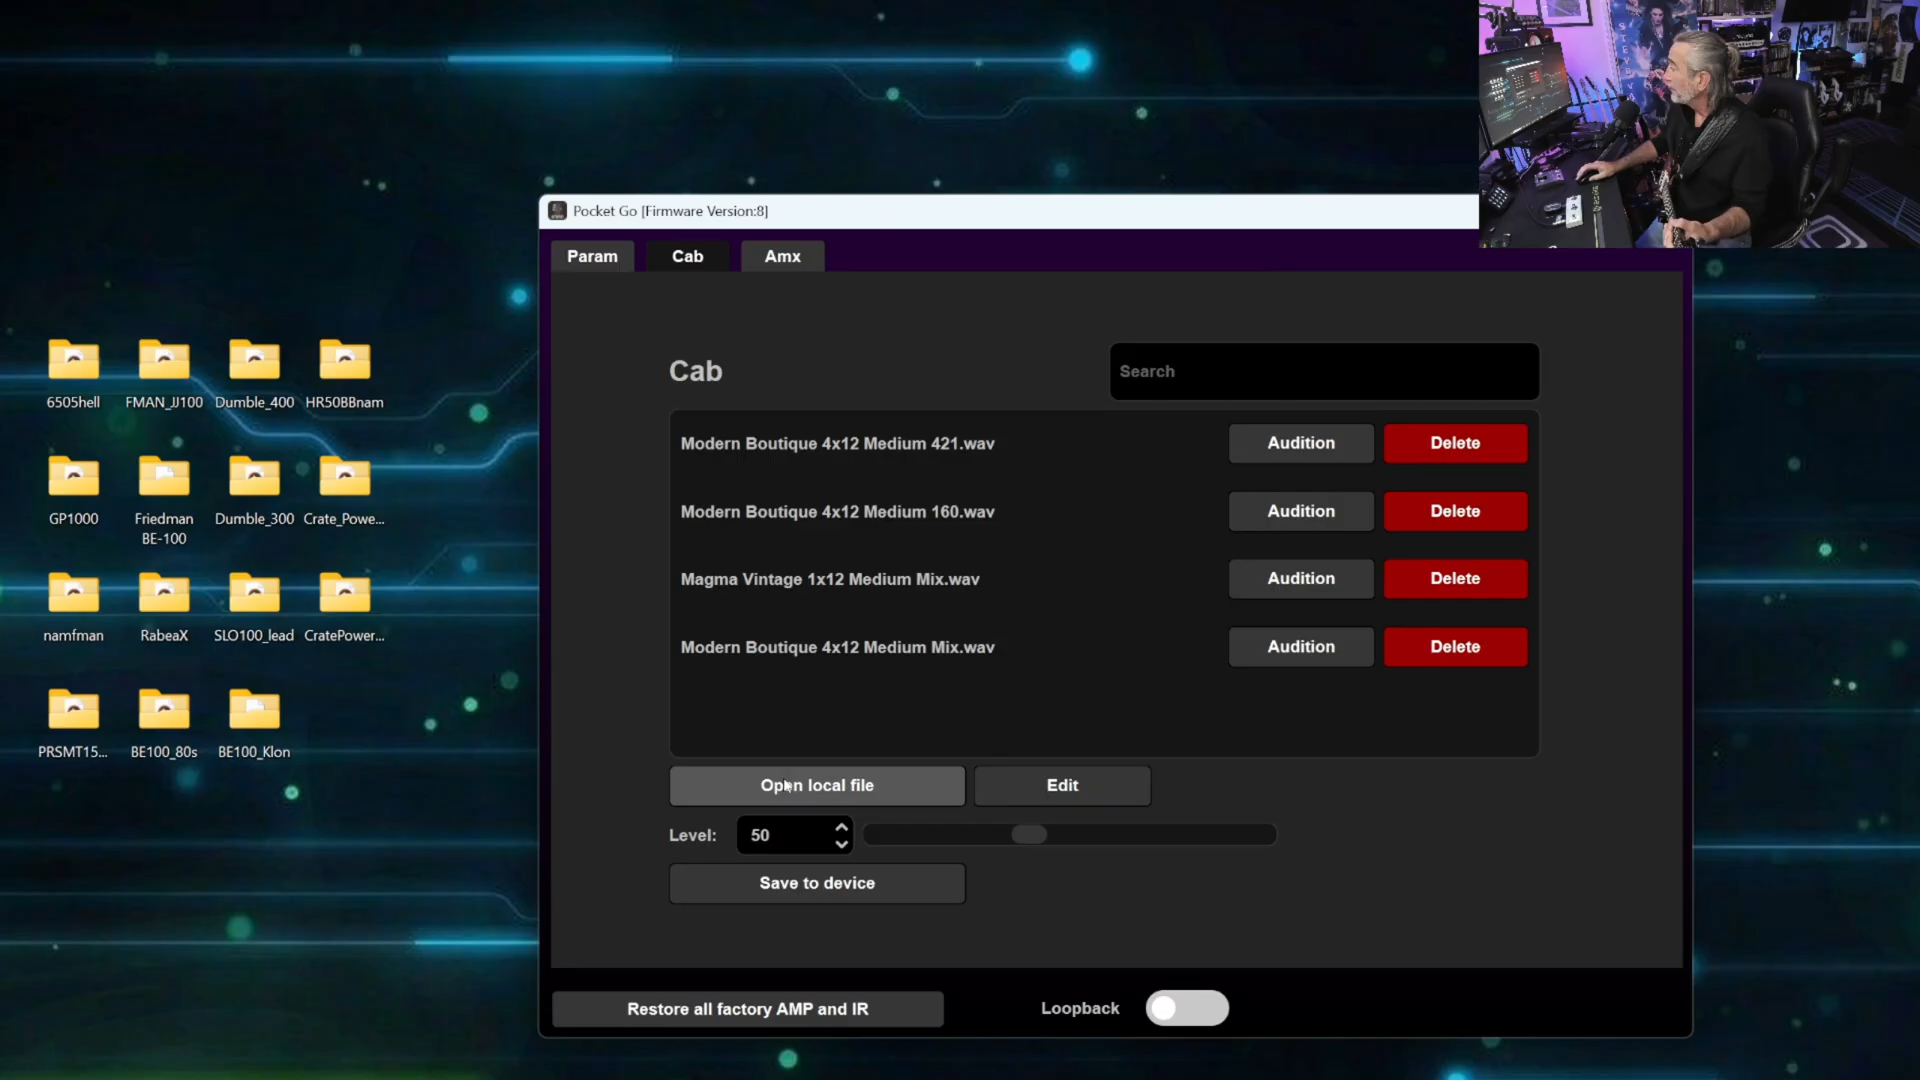 Pocket Go [Firmware Version:8]
Param
Cab
Amx
Cab
Search
Modern Boutique 4x12 Medium 421.wav
Audition
Delete
Modern Boutique 4x12 Medium 160.wav
Audition
Delete
Magma Vintage 1x12 Medium Mix.wav
Audition
Delete
Modern Boutique 4x12 Medium Mix.wav
Audition
Delete
Open local file
Edit
Level:
50
Save to device
Restore all factory AMP and IR
Loopback
6505hell
FMAN_JJ100
Dumble_400
HR50BBnam
GP1000
Friedman
BE-100
Dumble_300
Crate_Powe...
namfman
RabeaX
SLO100_lead
CratePower...
PRSMT15...
BE100_80s
BE100_Klon
STEVE VAI